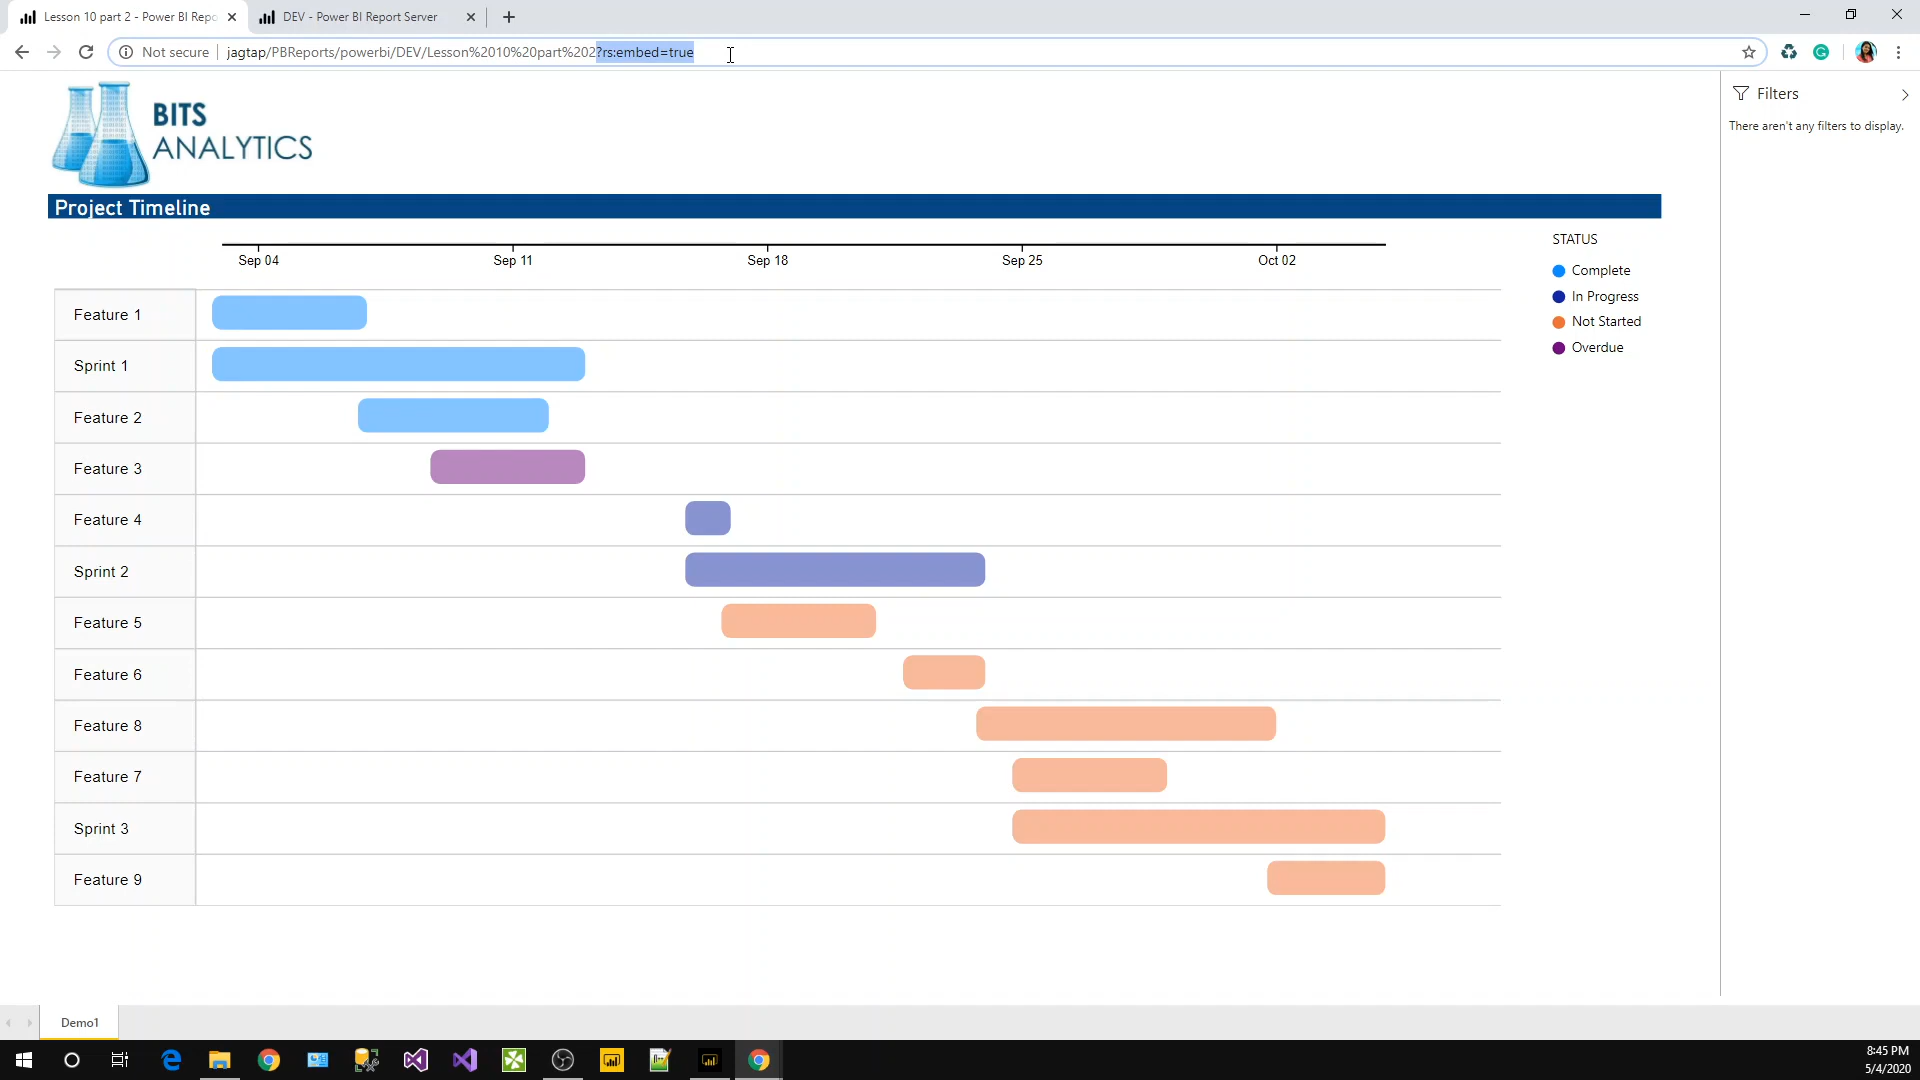 Lesson 10 part 2 - Power BI Repo
DEV - Power BI Report Server
Not secure
jagtap/PBReports/powerbi/DEV/Lesson%2010%20part%202?rs:embed=true
BITS
ANALYTICS
Filters
There aren't any filters to display.
Project Timeline
Sep 04
Sep 11
Sep 18
Sep 25
Oct 02
STATUS
Complete
In Progress
Not Started
Overdue
Feature 1
Sprint 1
Feature 2
Feature 3
Feature 4
Sprint 2
Feature 5
Feature 6
Feature 8
Feature 7
Sprint 3
Feature 9
Demo1
8:45 PM
5/4/2020